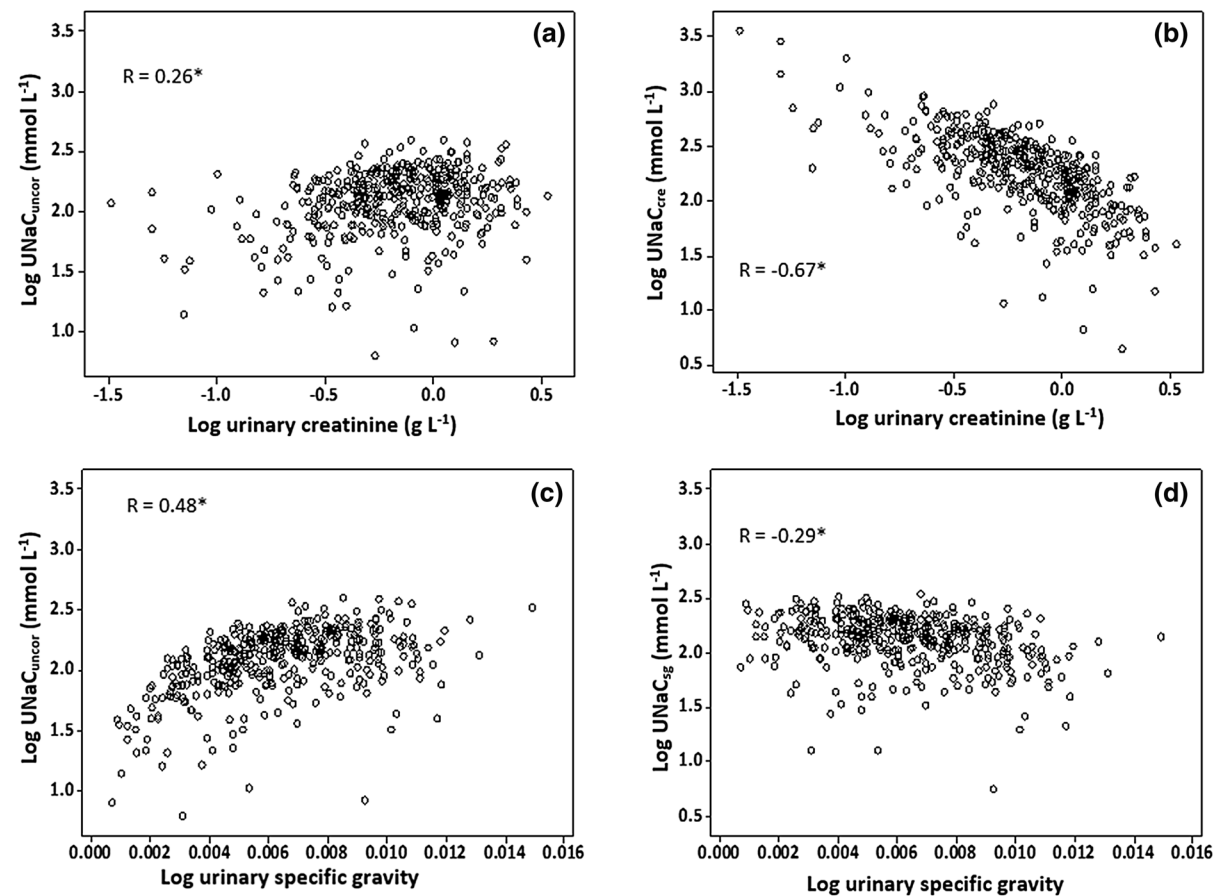 (a)
R = 0.26*
Log UNaCuncor (mmol L-1)
3.5
3.0
2.5
2.0
1.5
1.0
-1.5 -1.0 -0.5 0.0 0.5
Log urinary creatinine (g L-1)
(b)
R = -0.67*
Log UNaCcre (mmol L-1)
3.5
3.0
2.5
2.0
1.5
1.0
0.5
-1.5 -1.0 -0.5 0.0 0.5
Log urinary creatinine (g L-1)
(c)
R = 0.48*
Log UNaCuncor (mmol L-1)
3.5
3.0
2.5
2.0
1.5
1.0
0.000 0.002 0.004 0.006 0.008 0.010 0.012 0.014 0.016
Log urinary specific gravity
(d)
R = -0.29*
Log UNaCsg (mmol L-1)
3.5
3.0
2.5
2.0
1.5
1.0
0.5
0.000 0.002 0.004 0.006 0.008 0.010 0.012 0.014 0.016
Log urinary specific gravity